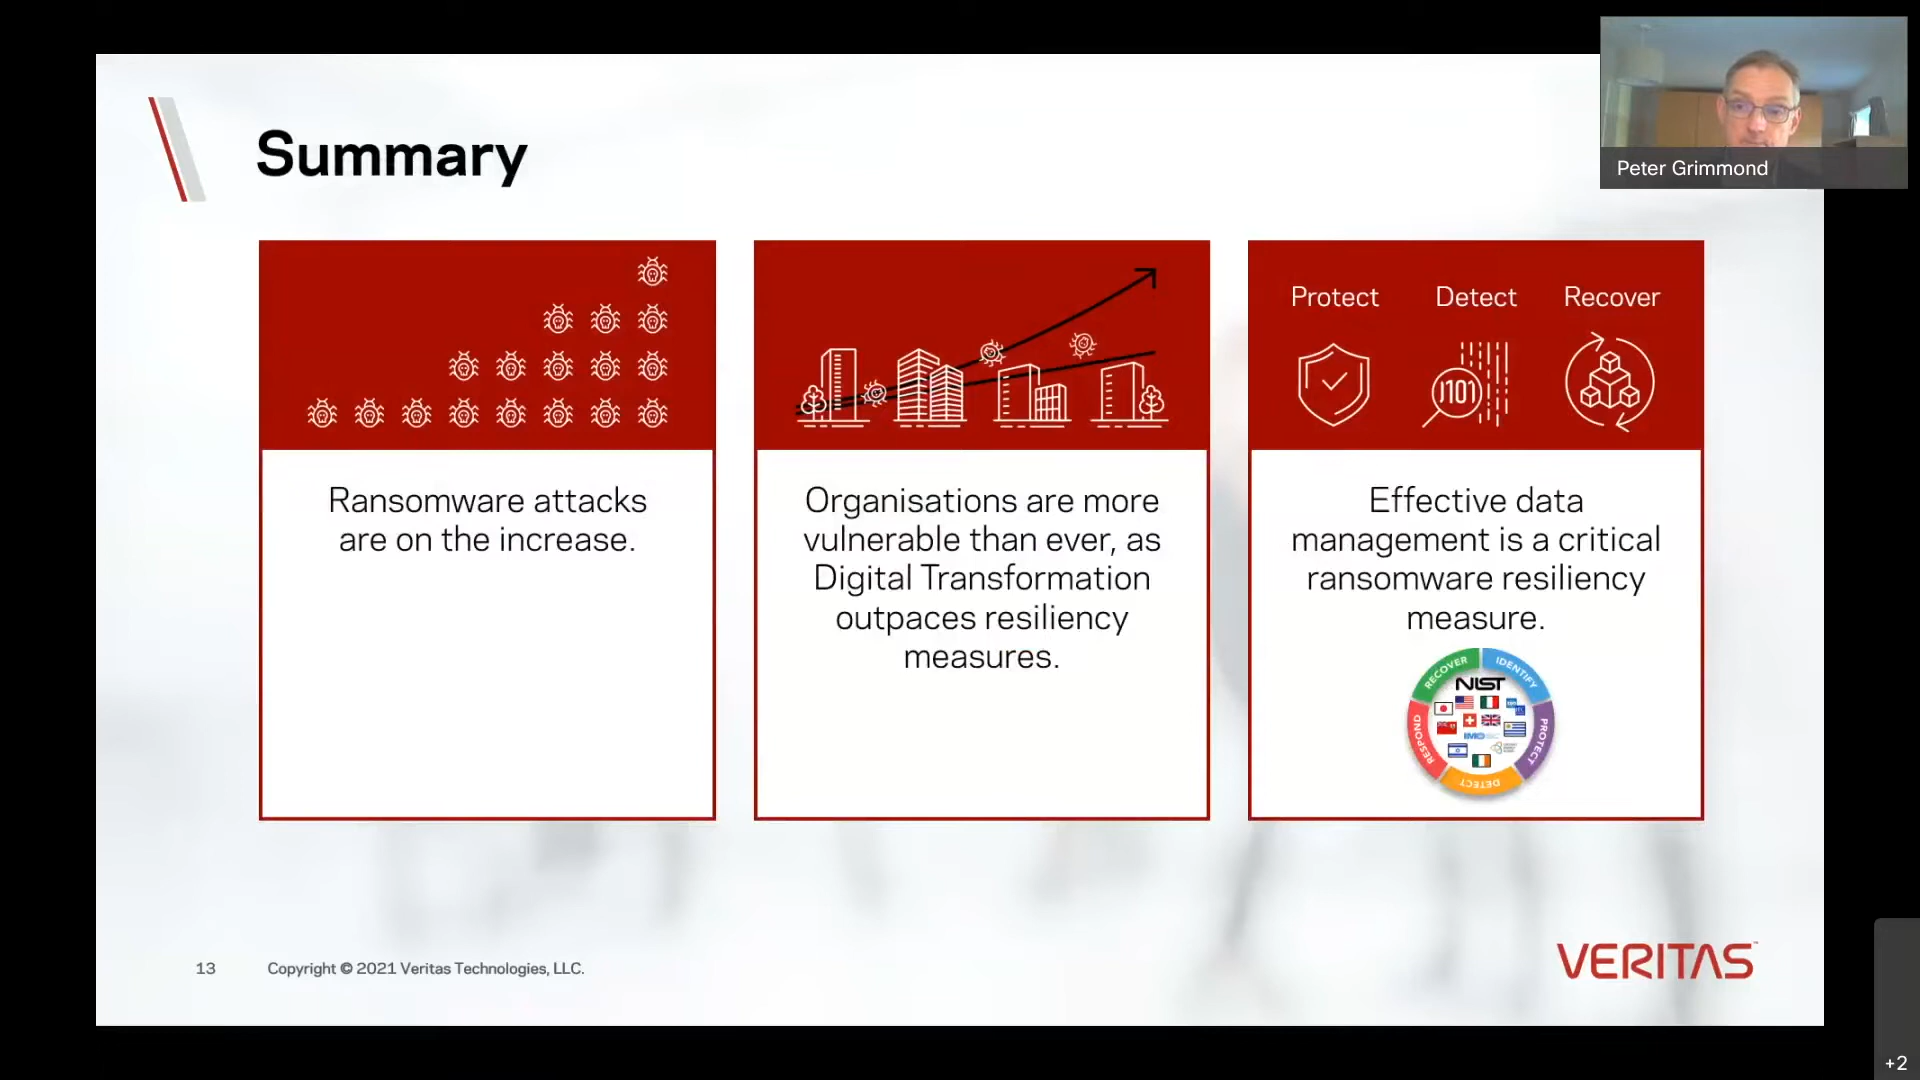 Peter Grimmond
Summary
Ransomware attacks
are on the increase.
Organisations are more
vulnerable than ever, as
Digital Transformation
outpaces resiliency
measures.
Protect Detect Recover
1101
Effective data
management is a critical
ransomware resiliency
measure.
RECOVER
IDENTIFY
PROTECT
DETECT
RESPOND
NIST
13
Copyright © 2021 Veritas Technologies, LLC.
VERITAS™
+2